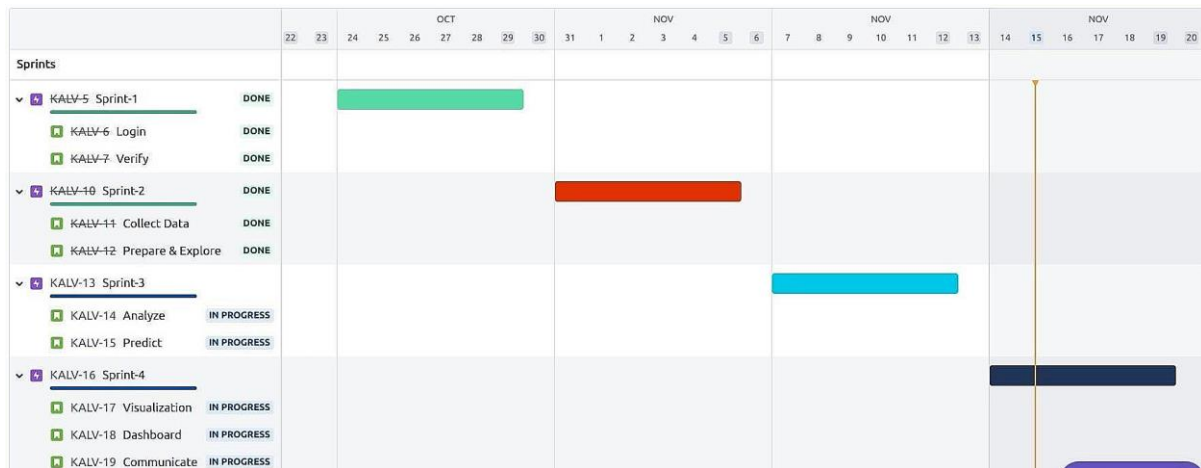 OCT NOV NOV NOV
22 23 24 25 26 27 28 29 30 31 1 2 3 4 5 6 7 8 9 10 11 12 13 14 15 16 17 18 19 20
Sprints
KALV-5 Sprint-1 DONE
KALV-6 Login DONE
KALV-7 Verify DONE
KALV-10 Sprint-2 DONE
KALV-11 Collect Data DONE
KALV-12 Prepare & Explore DONE
KALV-13 Sprint-3
KALV-14 Analyze IN PROGRESS
KALV-15 Predict IN PROGRESS
KALV-16 Sprint-4
KALV-17 Visualization IN PROGRESS
KALV-18 Dashboard IN PROGRESS
KALV-19 Communicate IN PROGRESS